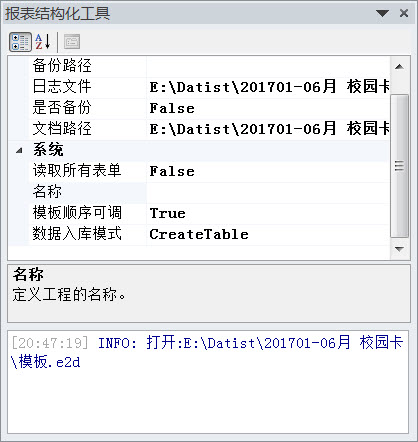 报表结构化工具
备份路径
日志文件 E:\Datist\201701-06月 校园卡
是否备份 False
文档路径 E:\Datist\201701-06月 校园卡
系统
读取所有表单 False
名称
模板顺序可调 True
数据入库模式 CreateTable
名称
定义工程的名称。
[20:47:19] INFO: 打开:E:\Datist\201701-06月 校园卡
\模板.e2d